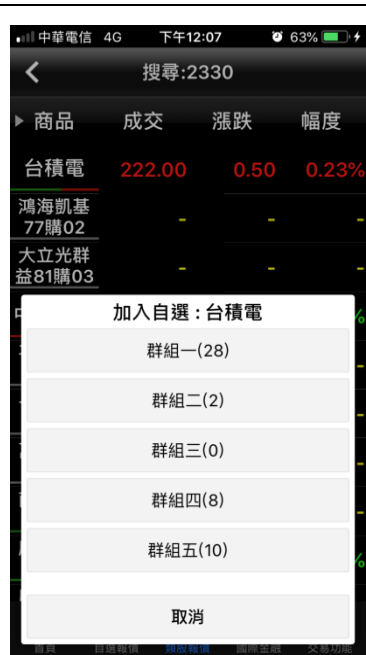 中華電信 4G 下午12:07 63%
搜尋:2330
商品 成交 漲跌 幅度
台積電 222.00 0.50 0.23%
鴻海凱基
77購02
- - -
大立光群
益81購03
- - -
加入自選 : 台積電
群組一(28)
群組二(2)
群組三(0)
群組四(8)
群組五(10)
取消
首頁 自選報價 類股報價 國際金融 交易功能